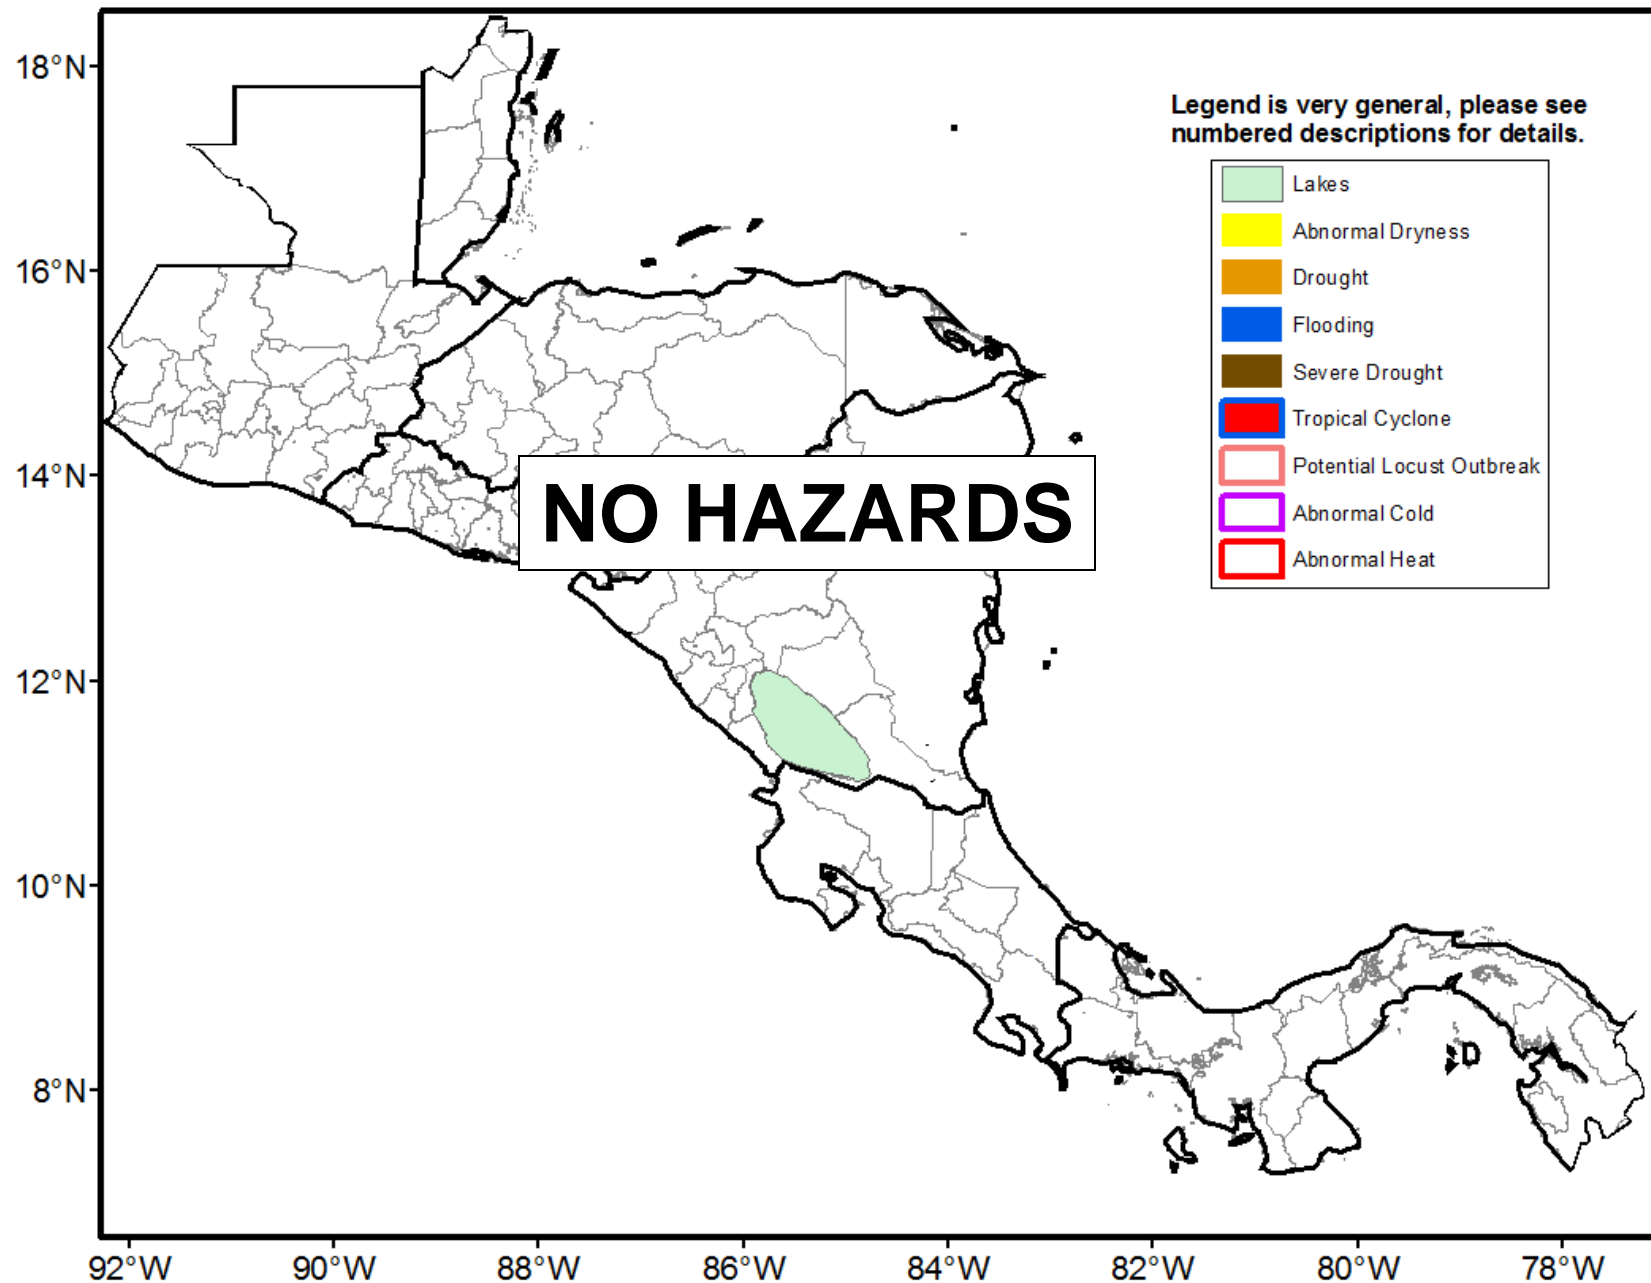 18°N
16°N
14°N
12°N
10°N
8°N
Legend is very general, please see
numbered descriptions for details.
Lakes
Abnormal Dryness
Drought
Flooding
Severe Drought
Tropical Cyclone
Potential Locust Outbreak
Abnormal Cold
Abnormal Heat
NO HAZARDS
92°W
90°W
88°W
86°W
84°W
82°W
80°W
78°W